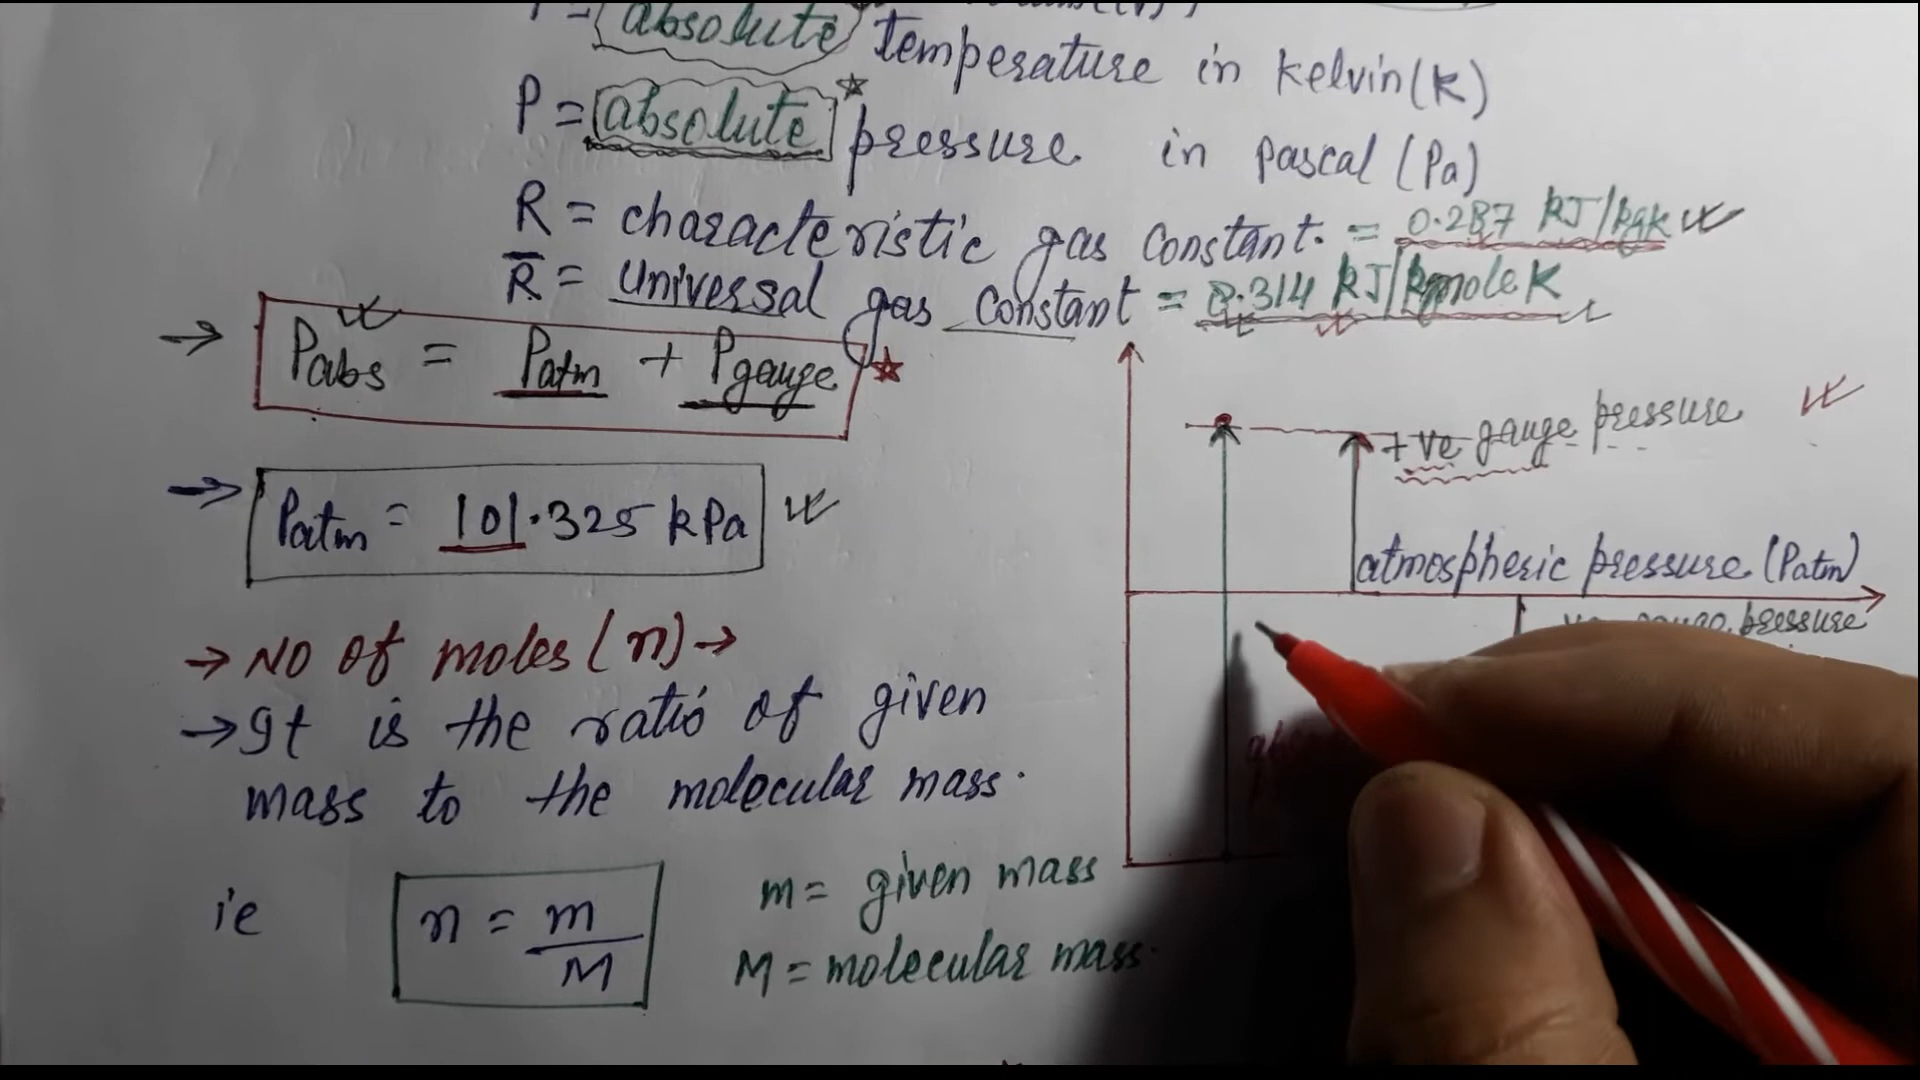 absolute temperature in kelvin (K)
P = absolute pressure in pascal (Pa)
R = characteristic gas constant. = 0.287 kJ/kgK
R̅ = Universal gas constant = 8.314 kJ/kgmole K
→ Pabs = Patm + Pgauge
+ve gauge pressure
→ Patm = 101.325 kPa
atmospheric pressure (Patm)
pressure
→ NO of moles (n) →
→ It is the ratio of given
mass to the molecular mass.
ie n = m/M
m = given mass
M = molecular mass.